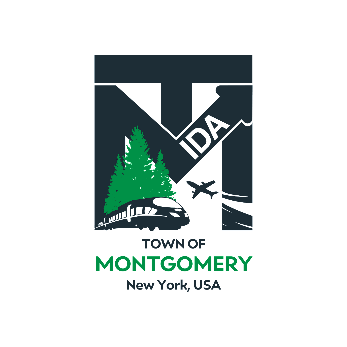 IDA
TOWN OF
MONTGOMERY
New York, USA